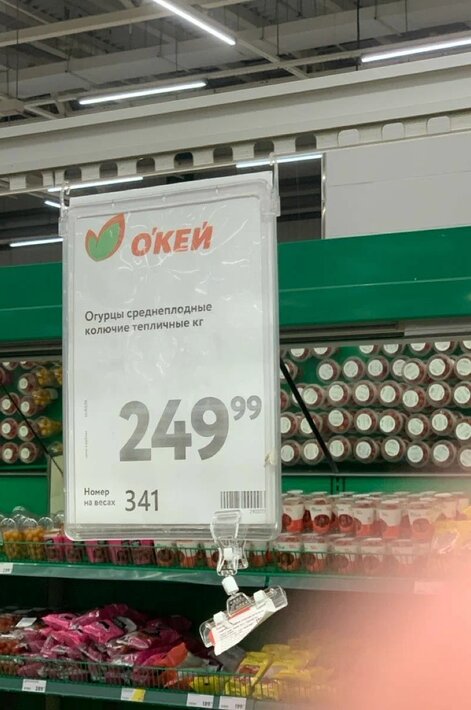 О'КЕЙ
Огурцы среднеплодные
колючие тепличные кг
249 99
Номер
на весах 341